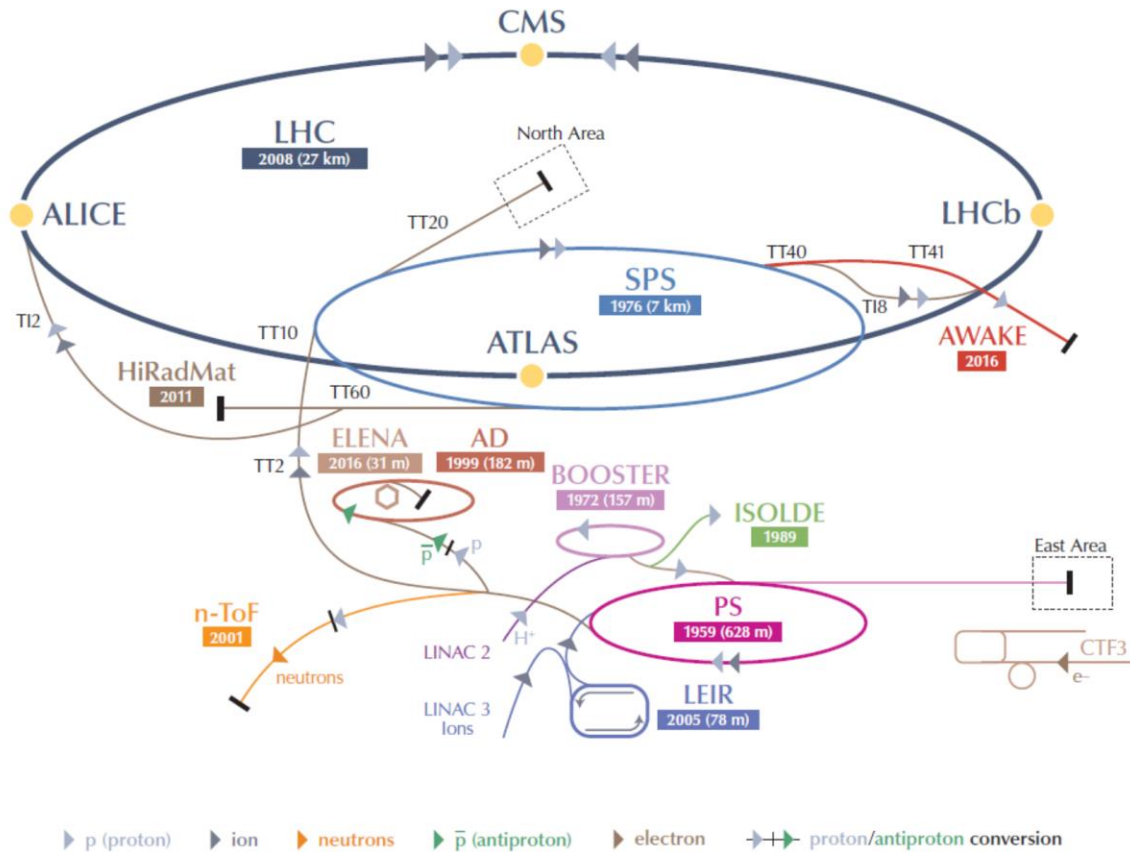 CMS
LHC
2008 (27 km)
North Area
ALICE
TT20
LHCb
TT40
TT41
SPS
1976 (7 km)
TI8
TI2
TT10
ATLAS
AWAKE
2016
HiRadMat
2011
TT60
ELENA
2016 (31 m)
AD
1999 (182 m)
TT2
BOOSTER
1972 (157 m)
ISOLDE
1989
p
p̅
East Area
n-ToF
2001
PS
1959 (628 m)
H⁺
LINAC 2
neutrons
CTF3
e–
LEIR
2005 (78 m)
LINAC 3
Ions
p (proton)
ion
neutrons
p̅ (antiproton)
electron
proton/antiproton conversion